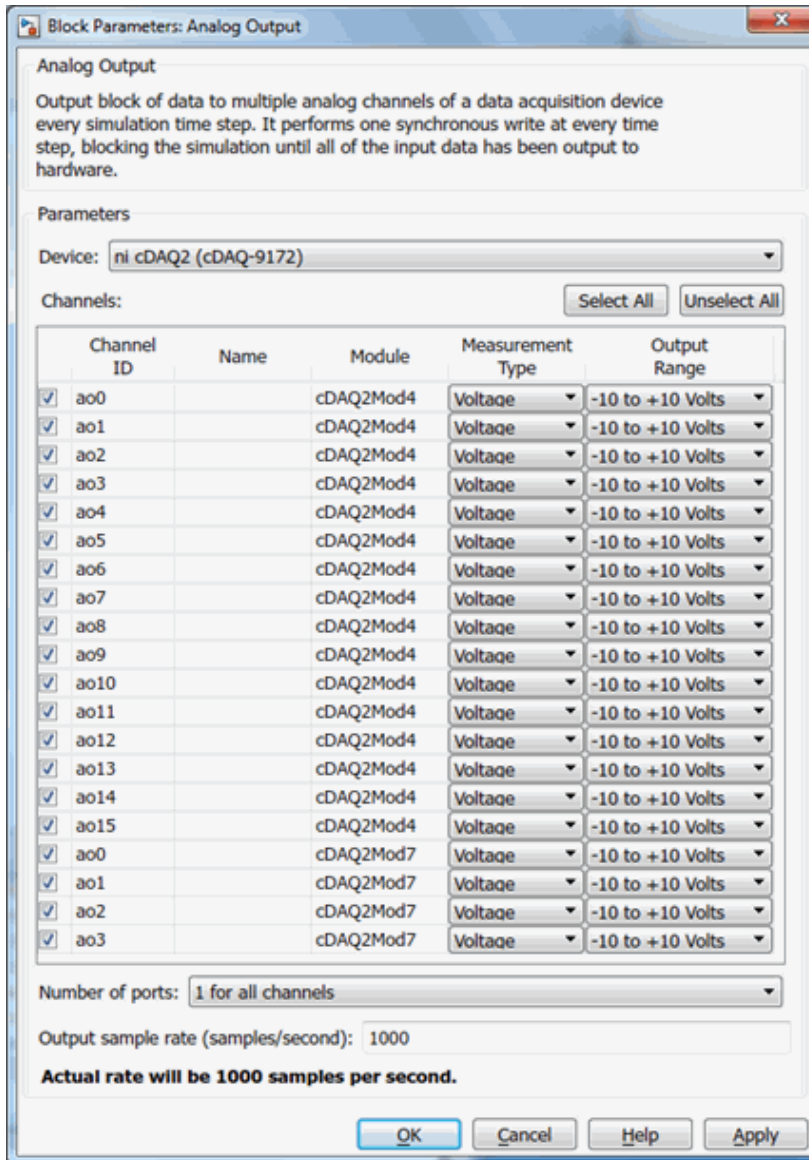 Block Parameters: Analog Output
Analog Output
Output block of data to multiple analog channels of a data acquisition device
every simulation time step. It performs one synchronous write at every time
step, blocking the simulation until all of the input data has been output to
hardware.
Parameters
Device: ni cDAQ2 (cDAQ-9172)
Channels: Select All Unselect All
Channel ID Name Module Measurement Type Output Range
ao0 cDAQ2Mod4 Voltage -10 to +10 Volts
ao1 cDAQ2Mod4 Voltage -10 to +10 Volts
ao2 cDAQ2Mod4 Voltage -10 to +10 Volts
ao3 cDAQ2Mod4 Voltage -10 to +10 Volts
ao4 cDAQ2Mod4 Voltage -10 to +10 Volts
ao5 cDAQ2Mod4 Voltage -10 to +10 Volts
ao6 cDAQ2Mod4 Voltage -10 to +10 Volts
ao7 cDAQ2Mod4 Voltage -10 to +10 Volts
ao8 cDAQ2Mod4 Voltage -10 to +10 Volts
ao9 cDAQ2Mod4 Voltage -10 to +10 Volts
ao10 cDAQ2Mod4 Voltage -10 to +10 Volts
ao11 cDAQ2Mod4 Voltage -10 to +10 Volts
ao12 cDAQ2Mod4 Voltage -10 to +10 Volts
ao13 cDAQ2Mod4 Voltage -10 to +10 Volts
ao14 cDAQ2Mod4 Voltage -10 to +10 Volts
ao15 cDAQ2Mod4 Voltage -10 to +10 Volts
ao0 cDAQ2Mod7 Voltage -10 to +10 Volts
ao1 cDAQ2Mod7 Voltage -10 to +10 Volts
ao2 cDAQ2Mod7 Voltage -10 to +10 Volts
ao3 cDAQ2Mod7 Voltage -10 to +10 Volts
Number of ports: 1 for all channels
Output sample rate (samples/second): 1000
Actual rate will be 1000 samples per second.
OK Cancel Help Apply